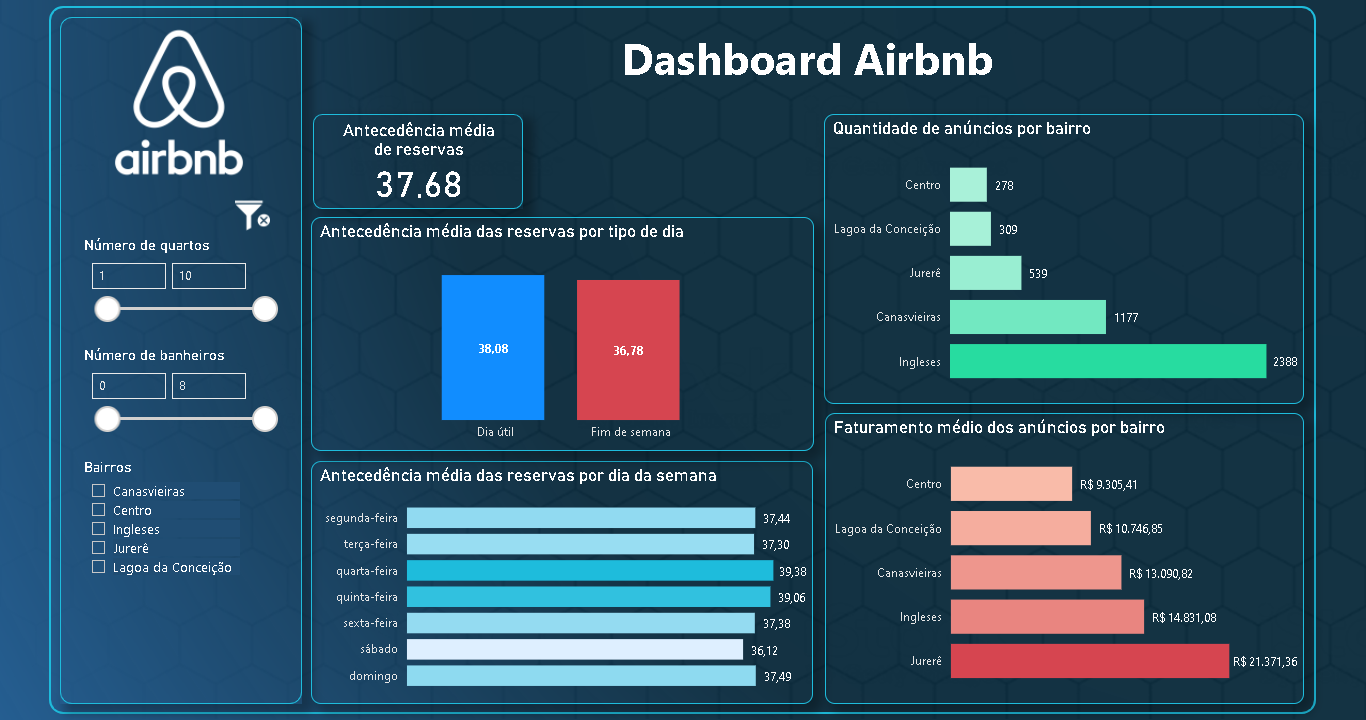 airbnb
Número de quartos
1 10
Número de banheiros
0 8
Bairros
Canasvieiras
Centro
Ingleses
Jurerê
Lagoa da Conceição
Dashboard Airbnb
Antecedência média
de reservas
37,68
Antecedência média das reservas por tipo de dia
38,08 36,78
Dia útil Fim de semana
Antecedência média das reservas por dia da semana
segunda-feira 37,44
terça-feira 37,30
quarta-feira 39,38
quinta-feira 39,06
sexta-feira 37,38
sábado 36,12
domingo 37,49
Quantidade de anúncios por bairro
Centro 278
Lagoa da Conceição 309
Jurerê 539
Canasvieiras 1177
Ingleses 2388
Faturamento médio dos anúncios por bairro
Centro R$ 9.305,41
Lagoa da Conceição R$ 10.746,85
Canasvieiras R$ 13.090,82
Ingleses R$ 14.831,08
Jurerê R$ 21.371,36